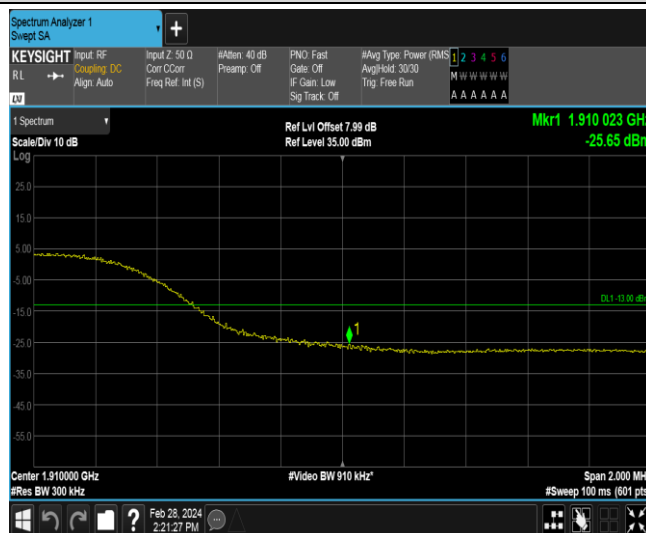 Spectrum Analyzer 1
Swept SA
+
KEYSIGHT
RL
LXI
Input: RF
Coupling: DC
Align: Auto
Input Z: 50 Ω
Corr CCorr
Freq Ref: Int (S)
#Atten: 40 dB
Preamp: Off
PNO: Fast
Gate: Off
IF Gain: Low
Sig Track: Off
#Avg Type: Power (RMS
Avg|Hold: 30/30
Trig: Free Run
1 2 3 4 5 6
M W W W W W
A A A A A A
1 Spectrum
Scale/Div 10 dB
Log
Ref Lvl Offset 7.99 dB
Ref Level 35.00 dBm
Mkr1 1.910 023 GHz
-25.65 dBm
25.0
15.0
5.00
-5.00
-15.0
-25.0
-35.0
-45.0
-55.0
DL1 -13.00 dBm
1
Center 1.910000 GHz
#Res BW 300 kHz
#Video BW 910 kHz*
Span 2.000 MH
#Sweep 100 ms (601 pts
?
Feb 28, 2024
2:21:27 PM